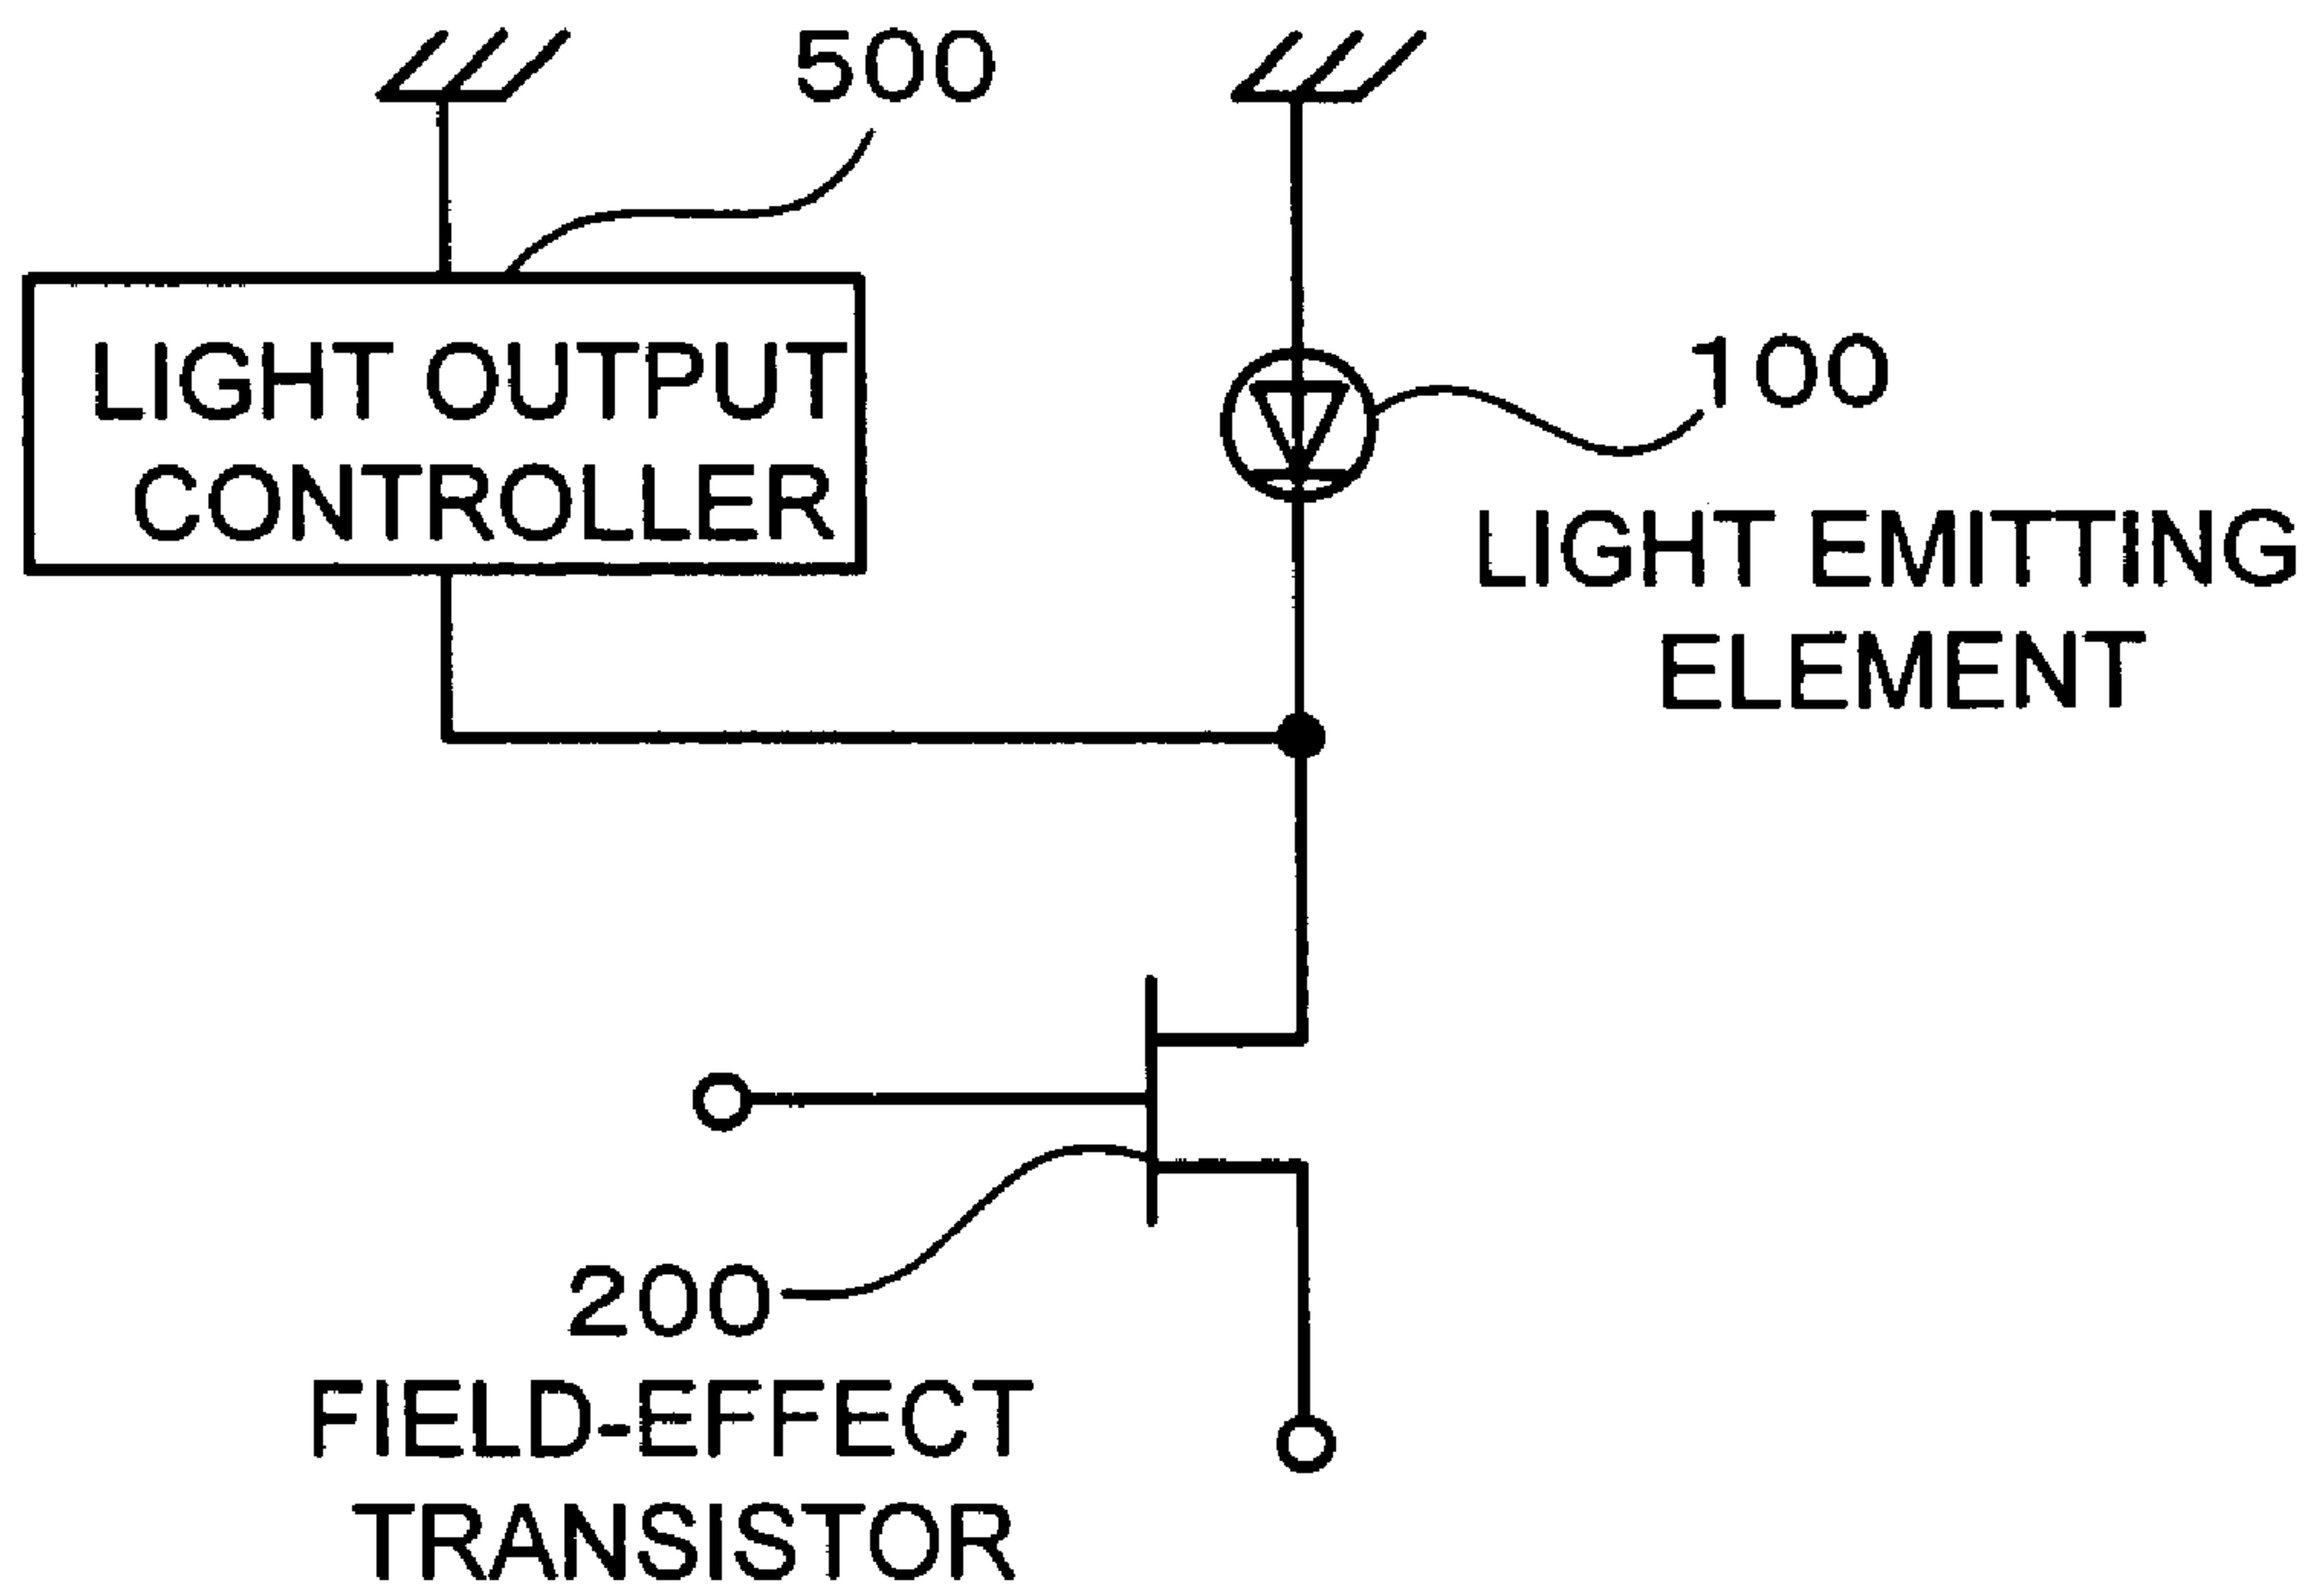 500
LIGHT OUTPUT
CONTROLLER
100
LIGHT EMITTING
ELEMENT
200
FIELD-EFFECT
TRANSISTOR